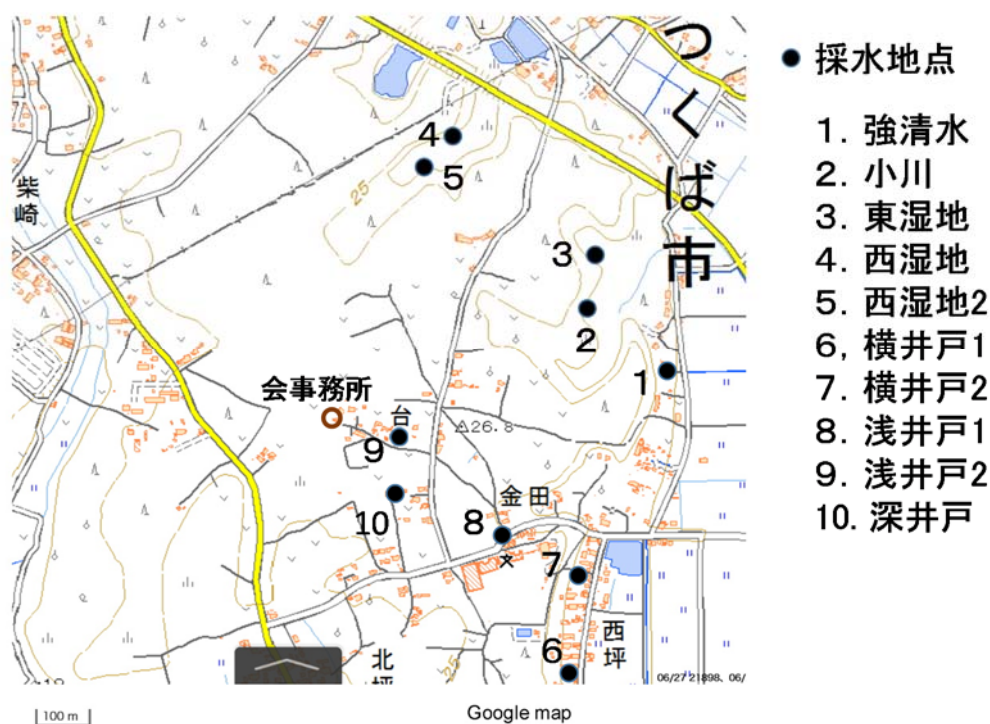 つくば市
柴崎
4
5
25
3
2
1
会事務所
台
9
△26.8
10
金田
8
文
7
6
西坪
25
06/27 21898、06/
100 m
Google map
採水地点
1. 強清水
2. 小川
3. 東湿地
4. 西湿地
5. 西湿地2
6, 横井戸1
7. 横井戸2
8. 浅井戸1
9. 浅井戸2
10. 深井戸